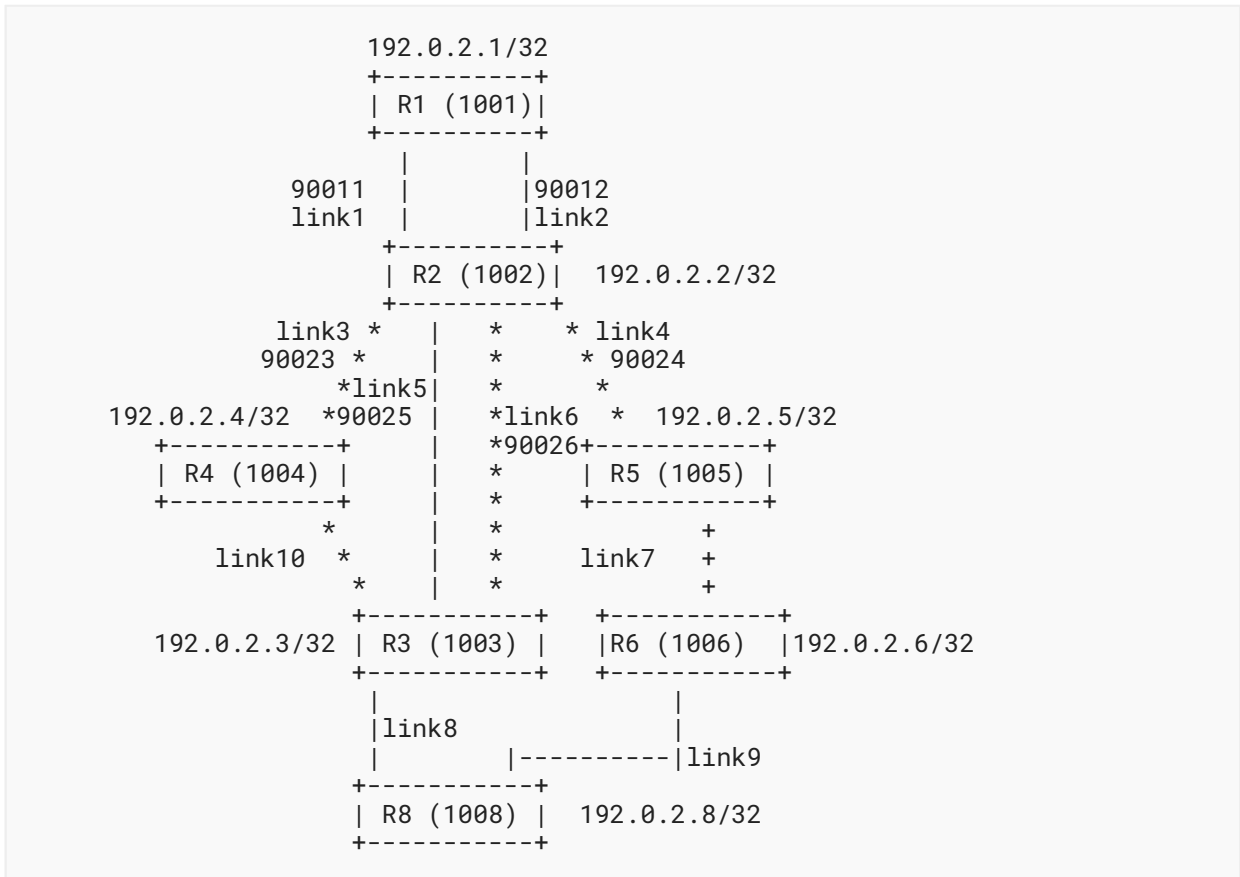 192.0.2.1/32
R1 (1001)
90011 90012
link1 link2
R2 (1002) 192.0.2.2/32
link3 link4
90023 90024
link5
192.0.2.4/32 90025 link6 192.0.2.5/32
90026
R4 (1004) R5 (1005)
link10 link7
192.0.2.3/32 R3 (1003) R6 (1006) 192.0.2.6/32
link8
link9
R8 (1008) 192.0.2.8/32